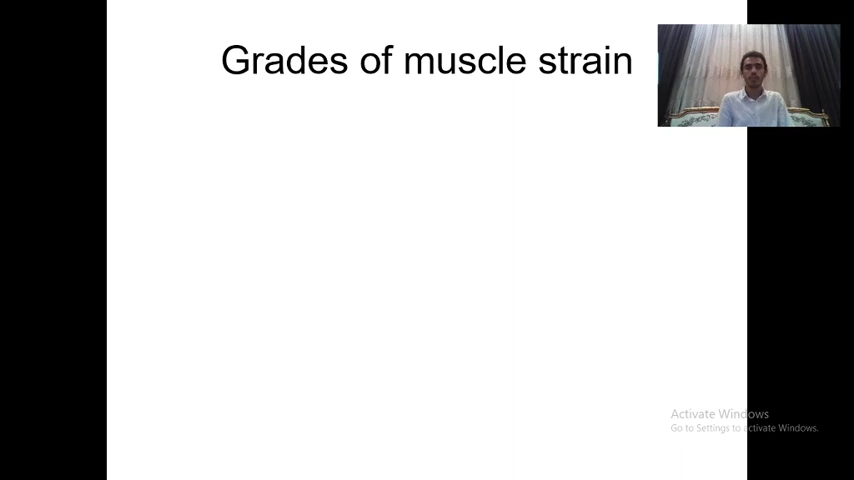 Grades of muscle strain
Activate Windows
Go to Settings to activate Windows.